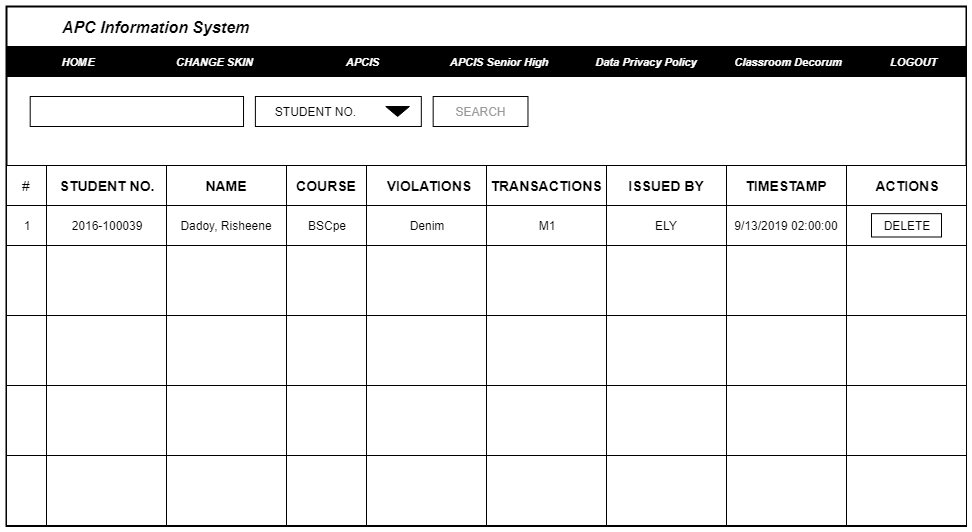 APC Information System
HOME CHANGE SKIN APCIS APCIS Senior High Data Privacy Policy Classroom Decorum LOGOUT
STUDENT NO. SEARCH
# STUDENT NO. NAME COURSE VIOLATIONS TRANSACTIONS ISSUED BY TIMESTAMP ACTIONS
1 2016-100039 Dadoy, Risheene BSCpe Denim M1 ELY 9/13/2019 02:00:00 DELETE